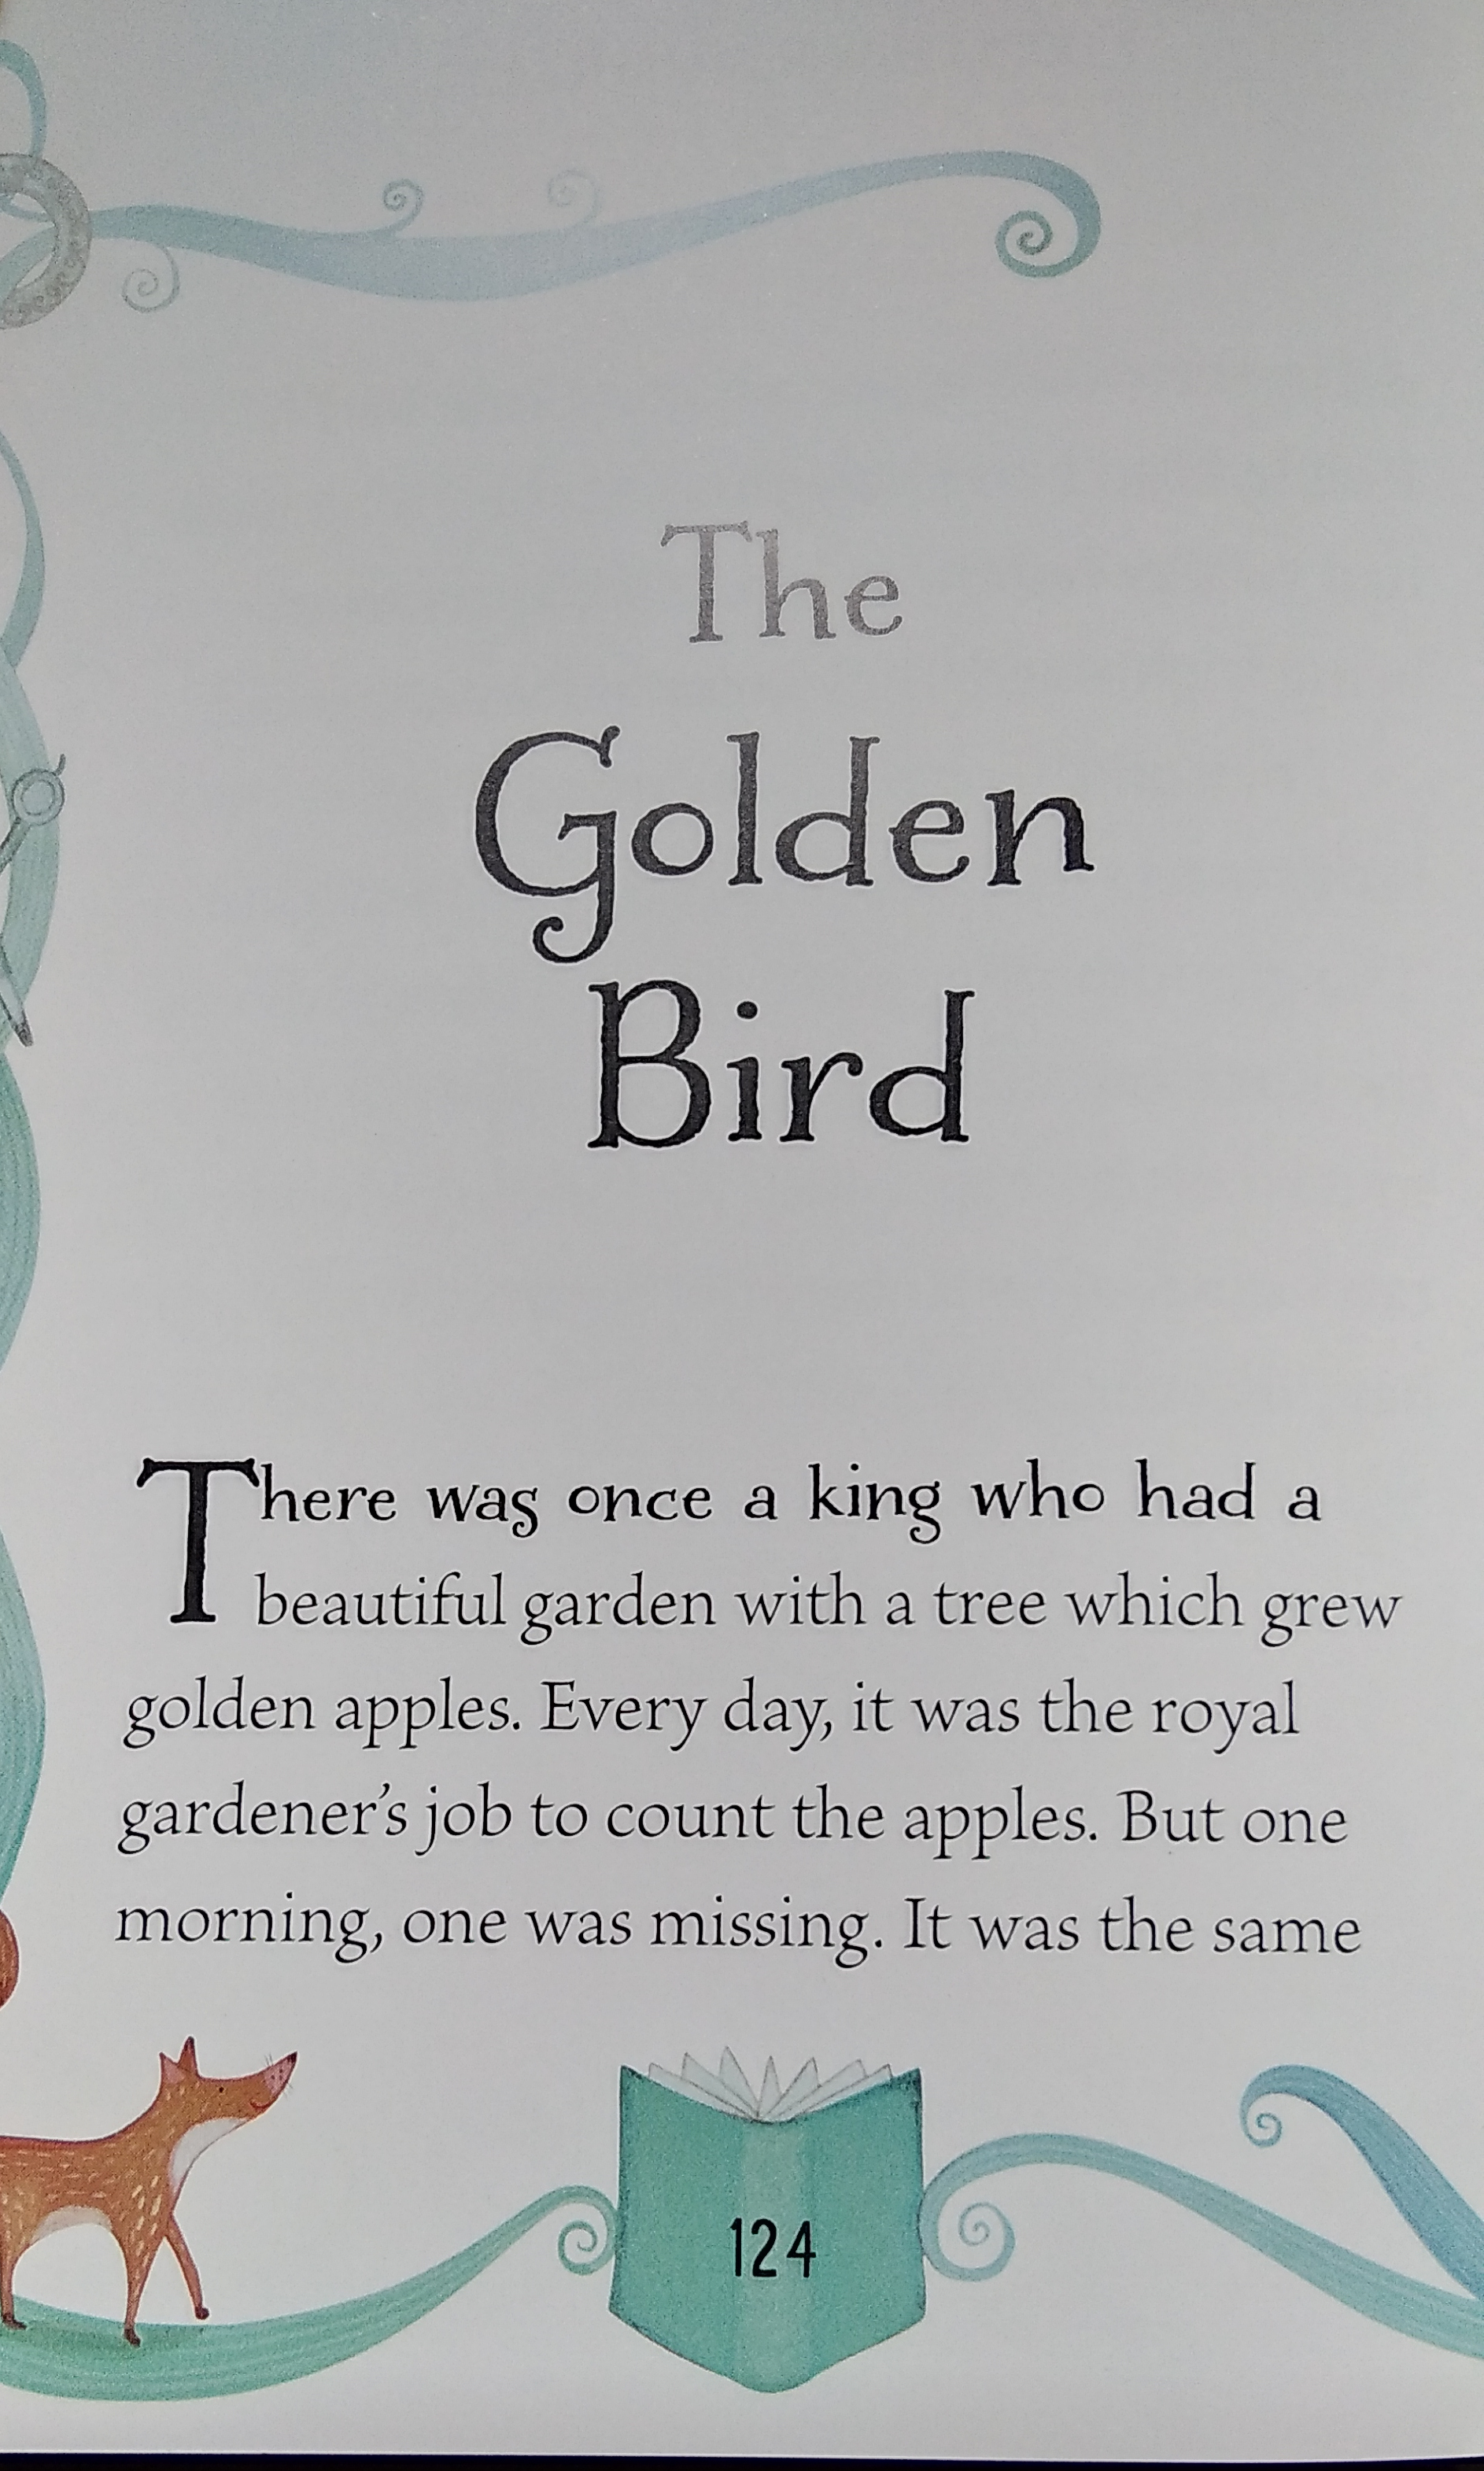 The
Golden
Bird
There was once a king who had a
beautiful garden with a tree which grew
golden apples. Every day, it was the royal
gardener’s job to count the apples. But one
morning, one was missing. It was the same
124